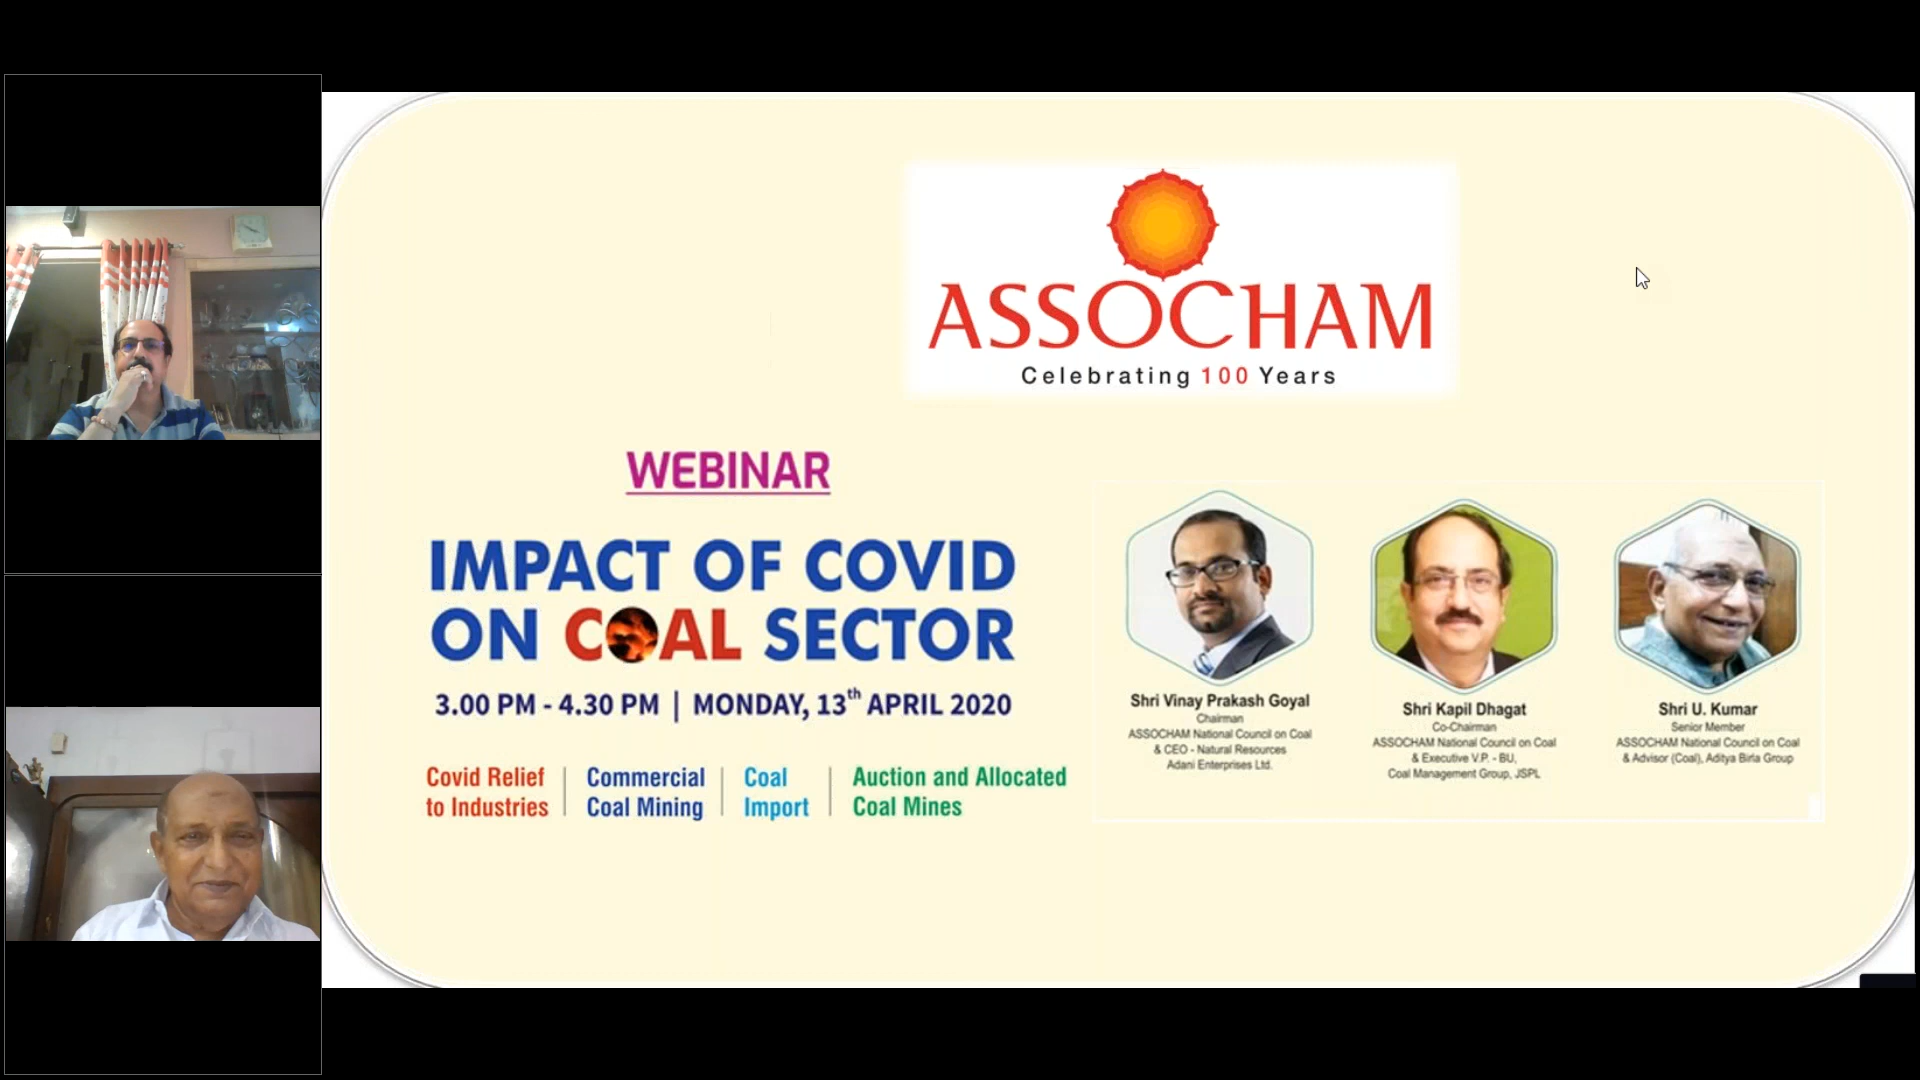 ASSOCHAM
Celebrating 100 Years
WEBINAR
IMPACT OF COVID
ON COAL SECTOR
3.00 PM - 4.30 PM | MONDAY, 13th APRIL 2020
Covid Relief
to Industries
Commercial
Coal Mining
Coal
Import
Auction and Allocated
Coal Mines
Shri Vinay Prakash Goyal
Chairman
ASSOCHAM National Council on Coal
& CEO - Natural Resources
Adani Enterprises Ltd.
Shri Kapil Dhagat
Co-Chairman
ASSOCHAM National Council on Coal
& Executive V.P. - BU,
Coal Management Group, JSPL
Shri U. Kumar
Senior Member
ASSOCHAM National Council on Coal
& Advisor (Coal), Aditya Birla Group